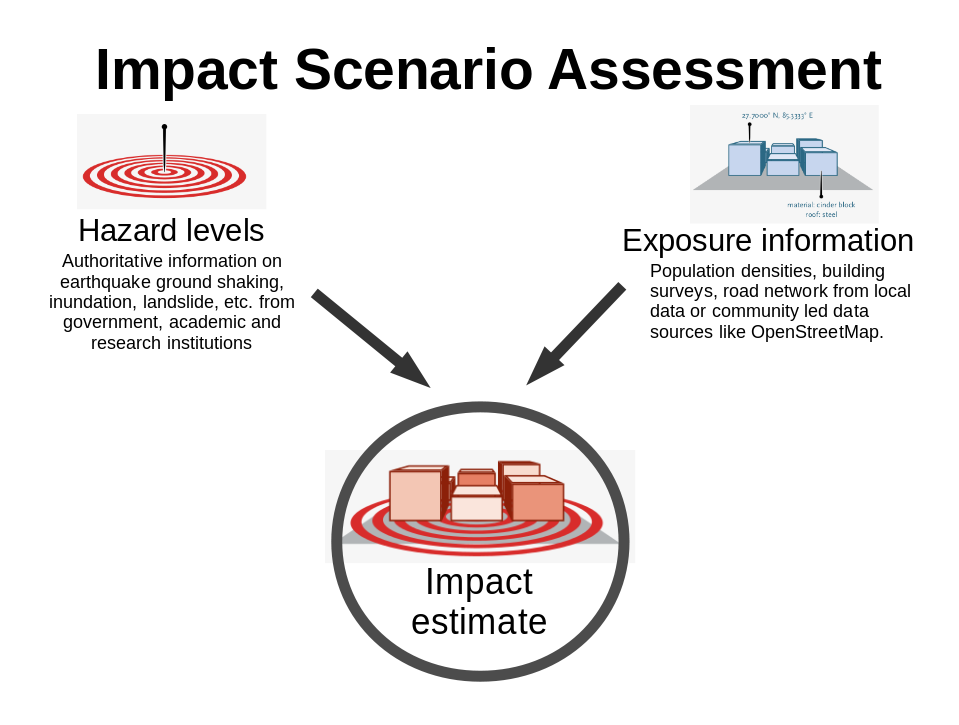 Impact Scenario Assessment
27.7000° N, 85.3333° E
material: cinder block
roof: steel
Hazard levels
Authoritative information on
earthquake ground shaking,
inundation, landslide, etc. from
government, academic and
research institutions
Exposure information
Population densities, building
surveys, road network from local
data or community led data
sources like OpenStreetMap.
Impact
estimate